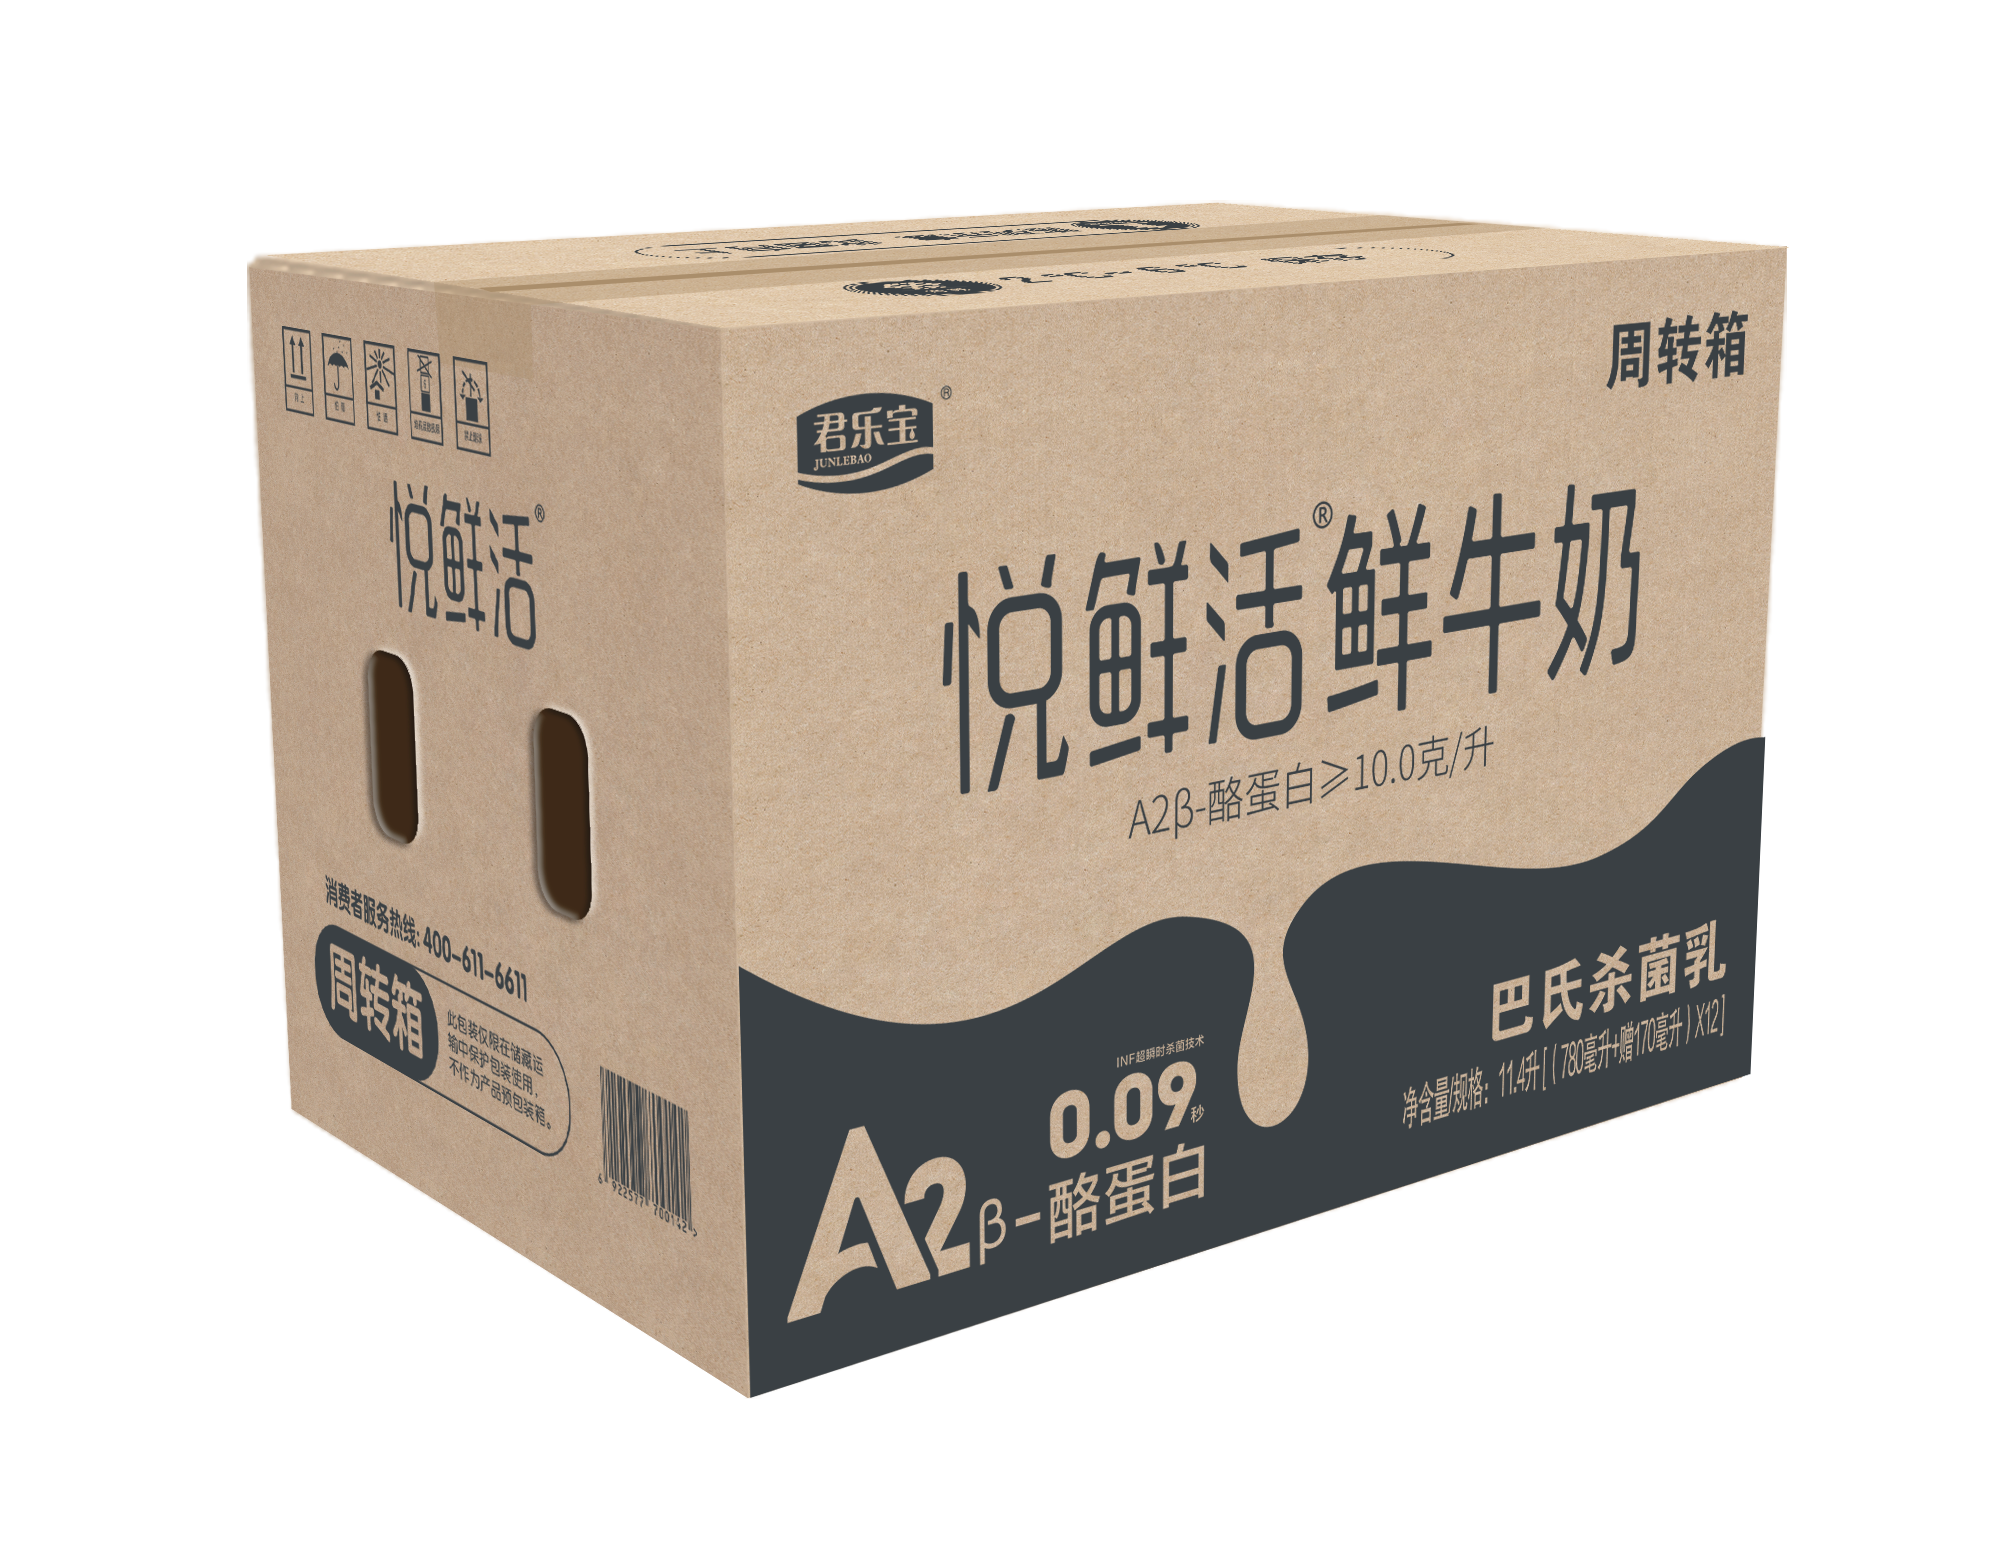 周转箱
君乐宝®
JUNLEBAO
悦鲜活®鲜牛奶
A2β-酪蛋白≥10.0克/升
巴氏杀菌乳
净含量/规格：11.4升[（780毫升+赠170毫升）X12]
INF超瞬时杀菌技术
0.09秒
A2β-酪蛋白
悦鲜活®
消费者服务热线：400-611-6611
周转箱
此包装仅限在储藏运
输中保护包装使用，
不作为产品预包装箱。
6 922577 700142 >